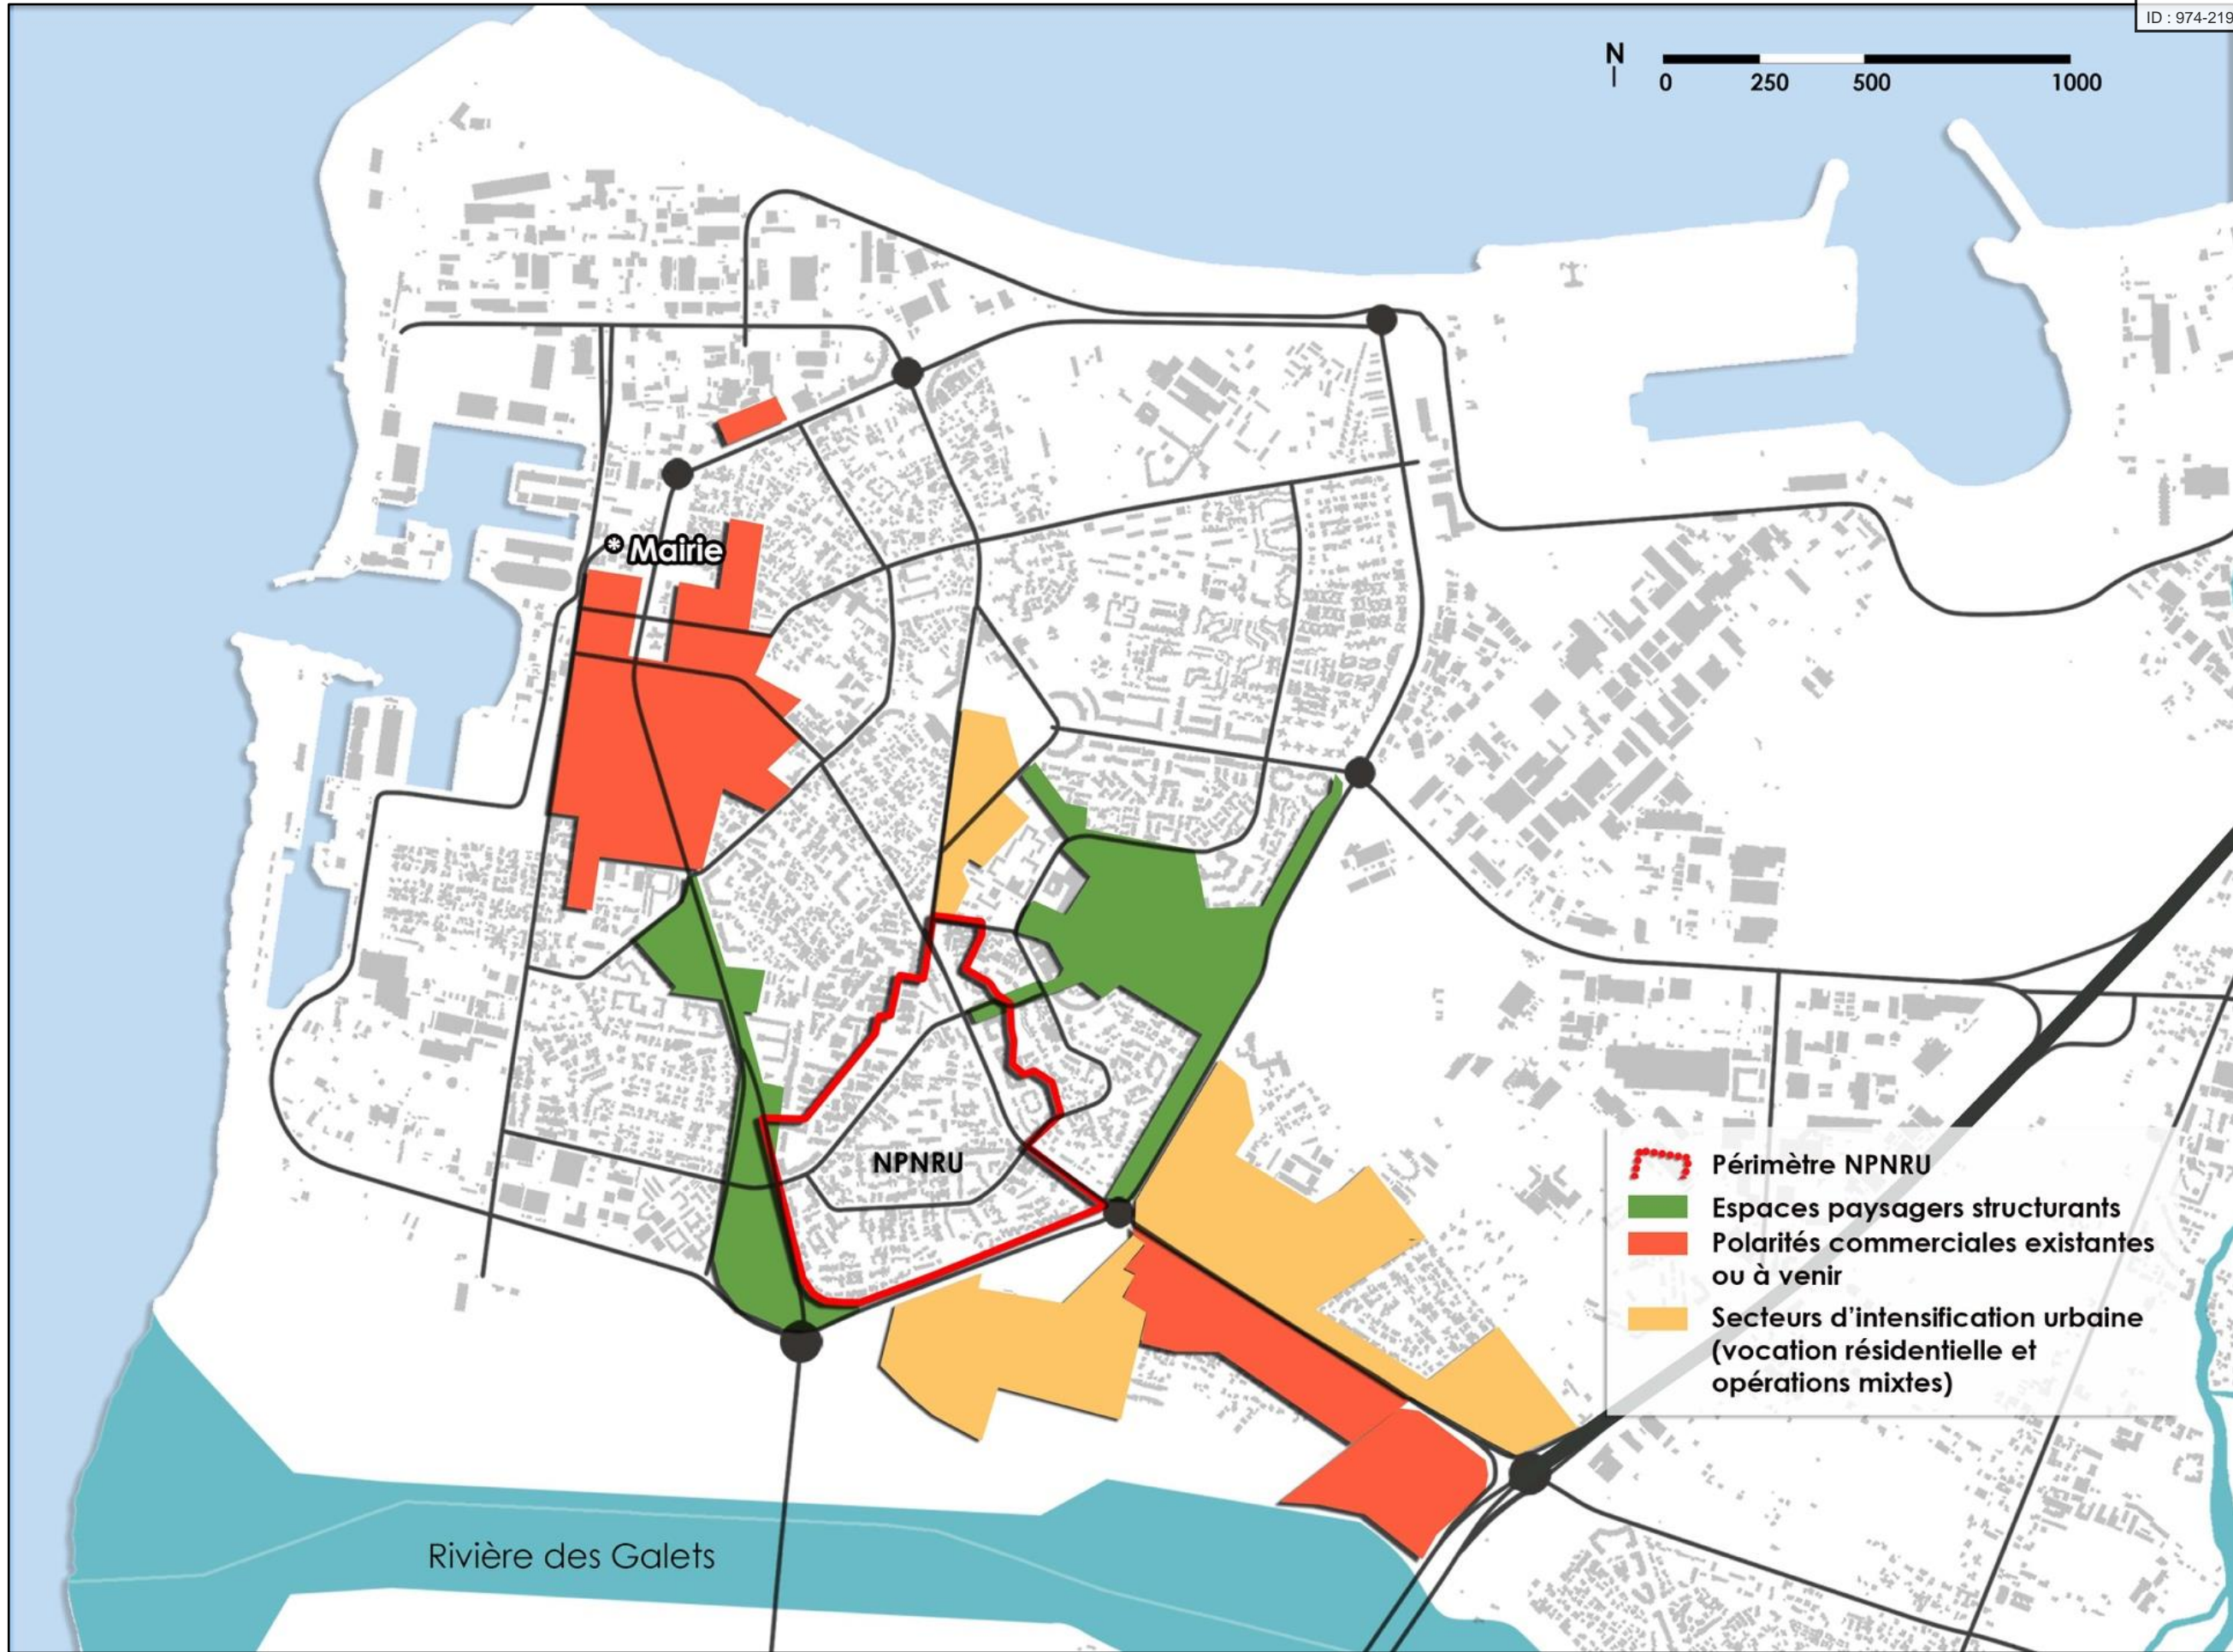 ID : 974-219
N
0 250 500 1000
Mairie
NPNRU
Périmètre NPNRU
Espaces paysagers structurants
Polarités commerciales existantes
ou à venir
Secteurs d'intensification urbaine
(vocation résidentielle et
opérations mixtes)
Rivière des Galets